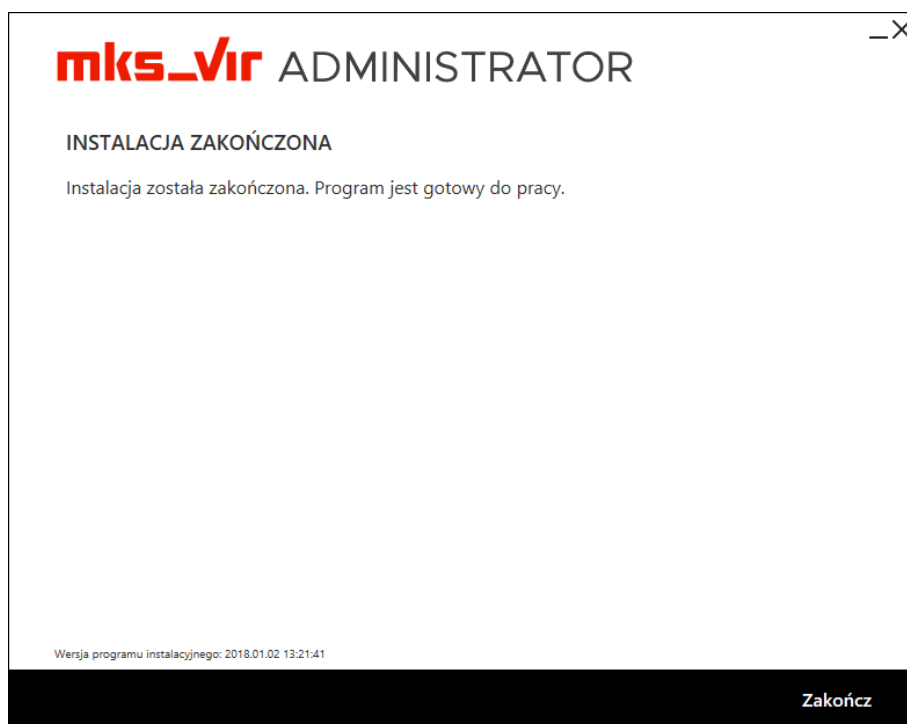 mks_vir ADMINISTRATOR
INSTALACJA ZAKOŃCZONA
Instalacja została zakończona. Program jest gotowy do pracy.
Wersja programu instalacyjnego: 2018.01.02 13:21:41
Zakończ